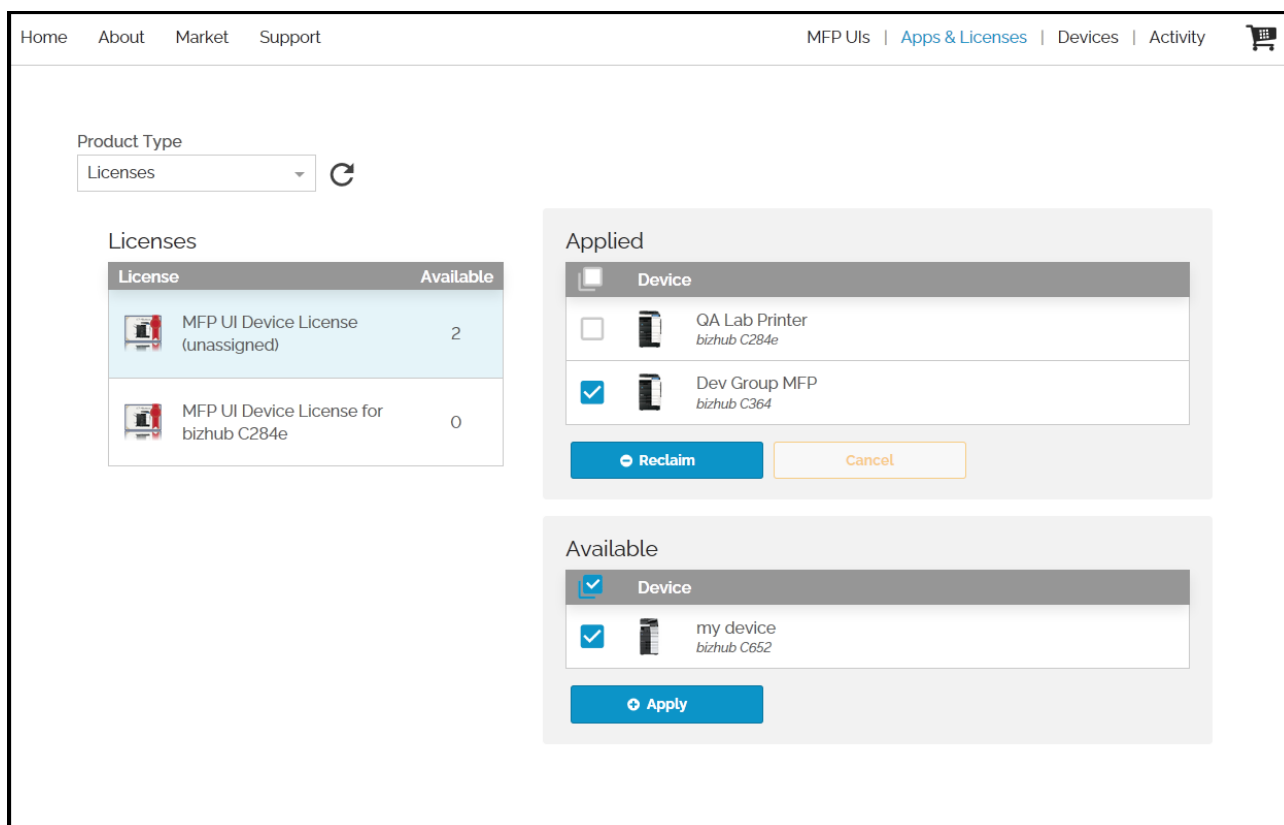 Home About Market Support MFP UIs | Apps & Licenses | Devices | Activity
Product Type
Licenses
Licenses
License Available
MFP UI Device License
(unassigned)
2
MFP UI Device License for
bizhub C284e
0
Applied
Device
QA Lab Printer
bizhub C284e
Dev Group MFP
bizhub C364
Reclaim Cancel
Available
Device
my device
bizhub C652
Apply